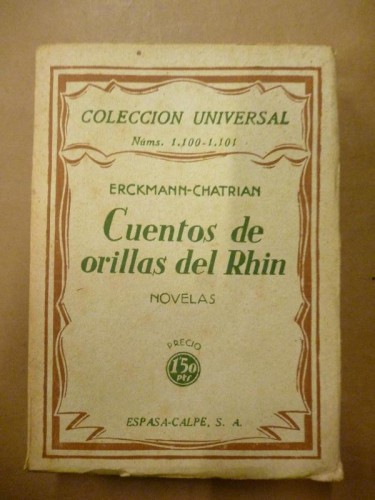 COLECCION UNIVERSAL
Núms. 1,100-1,101
ERCKMANN-CHATRIAN
Cuentos de
orillas del Rhin
NOVELAS
PRECIO
1'50
pts
ESPASA-CALPE, S. A.